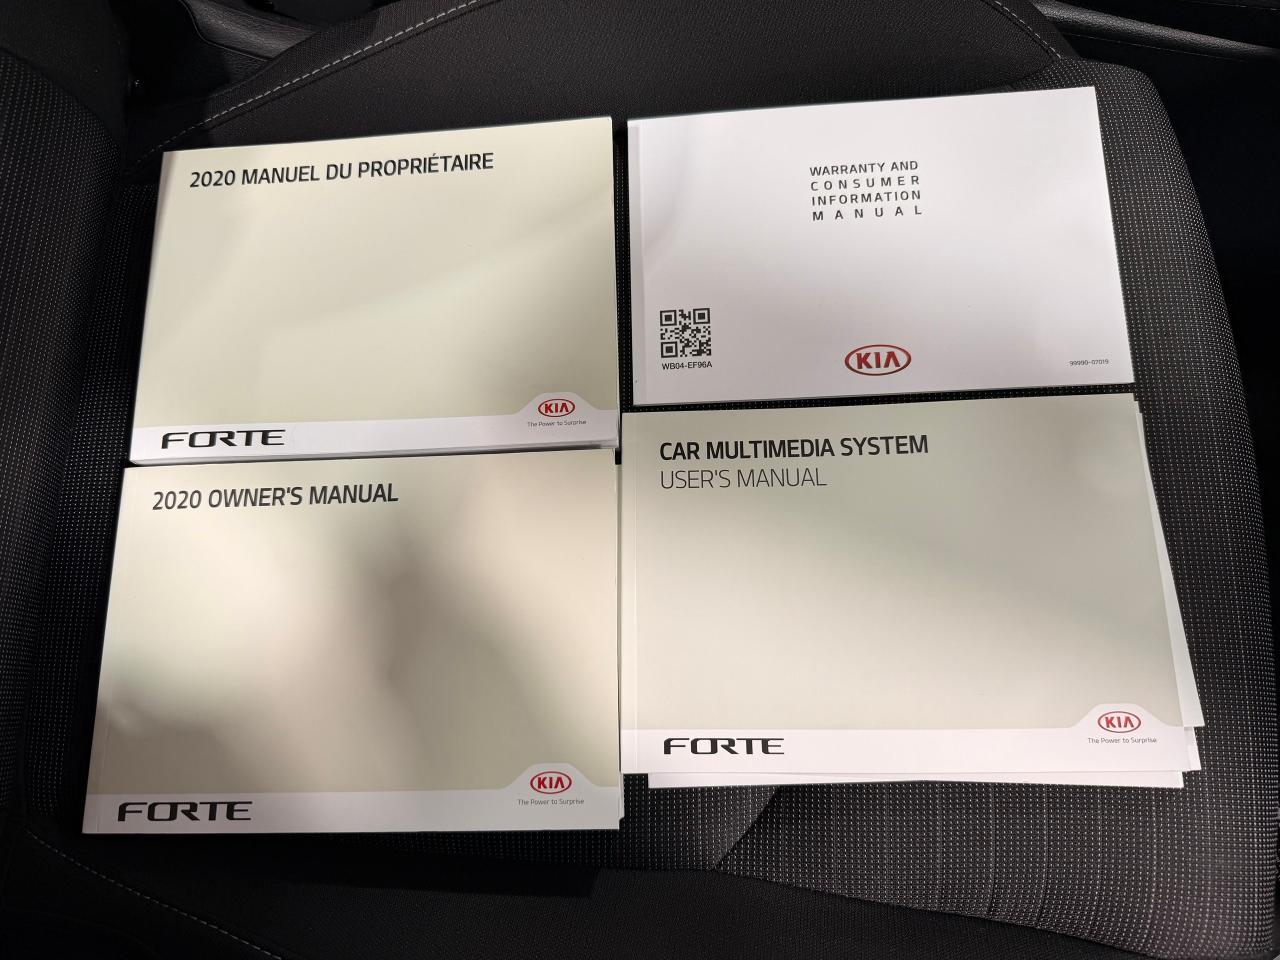 2020 MANUEL DU PROPRIÉTAIRE
KIA
The Power to Surprise
FORTE
WARRANTY AND
CONSUMER
INFORMATION
MANUAL
WB04-EF96A
KIA
99990-07019
2020 OWNER'S MANUAL
KIA
The Power to Surprise
FORTE
CAR MULTIMEDIA SYSTEM
USER'S MANUAL
KIA
The Power to Surprise
FORTE